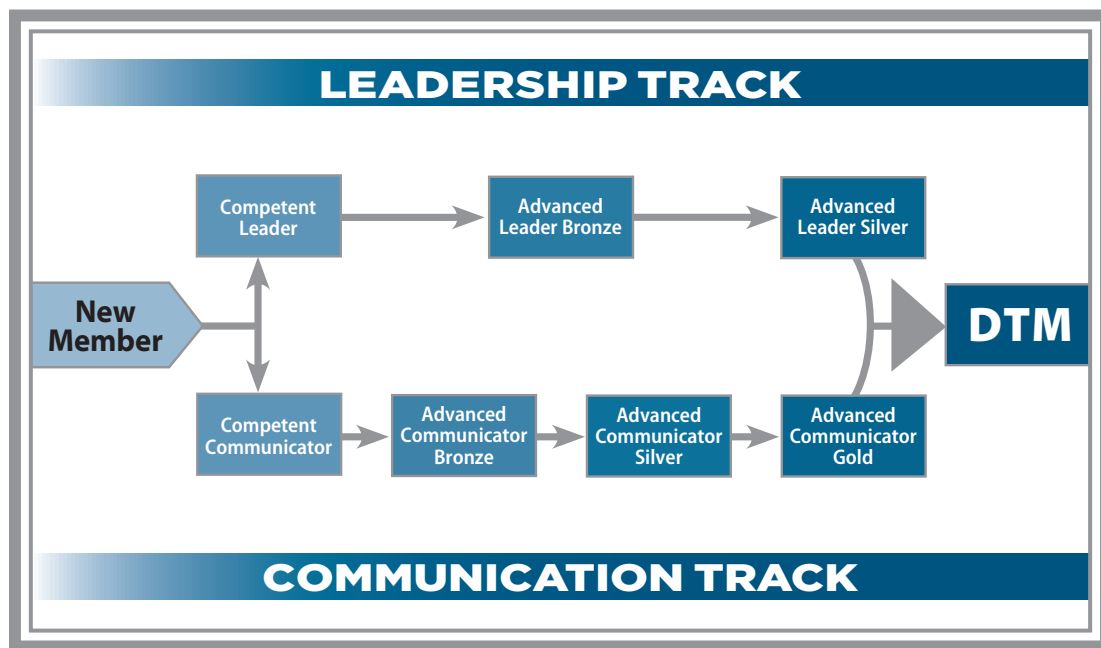 LEADERSHIP TRACK
Competent
Leader
Advanced
Leader Bronze
Advanced
Leader Silver
New
Member
DTM
Competent
Communicator
Advanced
Communicator
Bronze
Advanced
Communicator
Silver
Advanced
Communicator
Gold
COMMUNICATION TRACK